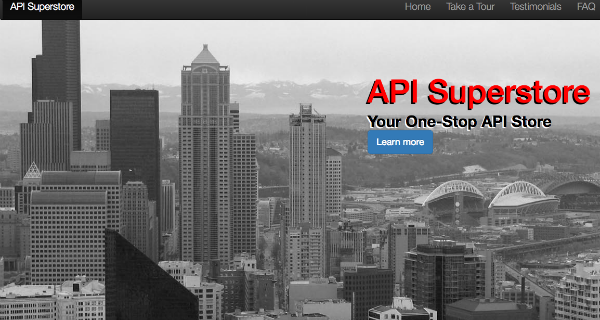 API Superstore Home Take a Tour Testimonials FAQ
API Superstore
Your One-Stop API Store
Learn more